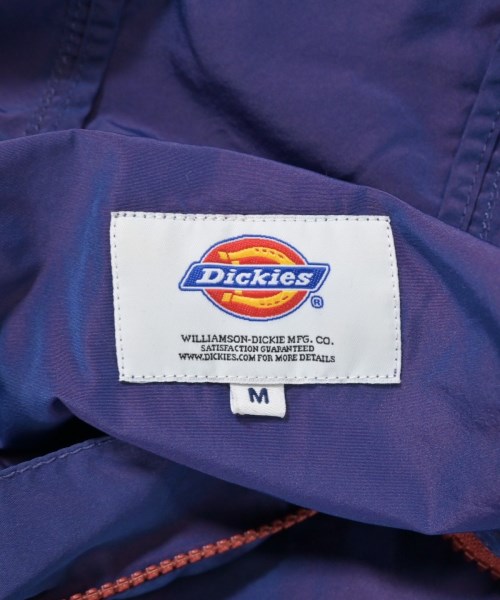 Dickies
®
WILLIAMSON-DICKIE MFG. CO.
SATISFACTION GUARANTEED
WWW.DICKIES.COM FOR MORE DETAILS
M